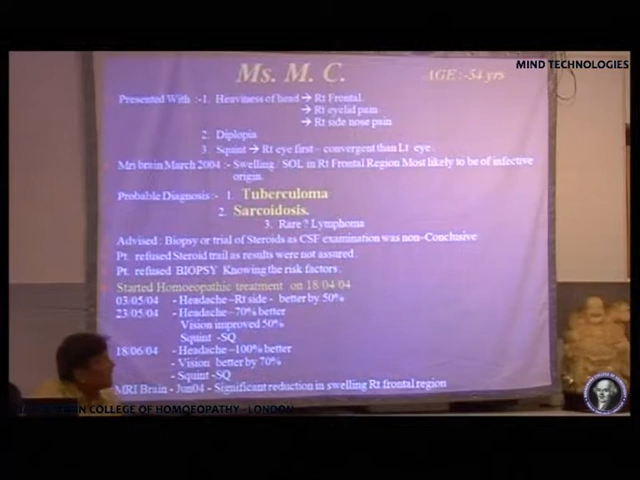 MIND TECHNOLOGIES
Ms. M. C.
AGE :-54 yrs
Presented With :-1. Heaviness of head → Rt Frontal.
→ Rt eyelid pain
→ Rt side nose pain
2. Diplopia
3. Squint → Rt eye first – convergent than Lt eye.
Mri brain March 2004 :- Swelling / SOL in Rt Frontal Region Most likely to be of infective
origin.
Probable Diagnosis :- 1. Tuberculoma
2. Sarcoidosis.
3. Rare ? Lymphoma
Advised : Biopsy or trial of Steroids as CSF examination was non-Conclusive
Pt. refused Steroid trail as results were not assured.
Pt. refused BIOPSY Knowing the risk factors.
Started Homoeopathic treatment on 18/04/04
03/05/04 - Headache–Rt side - better by 50%
23/05/04 - Headache–70% better
Vision improved 50%
Squint -SQ
18/06/04 - Headache–100% better
- Vision better by 70%
- Squint -SQ
MRI Brain - Jun04 - Significant reduction in swelling Rt frontal region
COLLEGE OF HOMOEOPATHY - LONDON